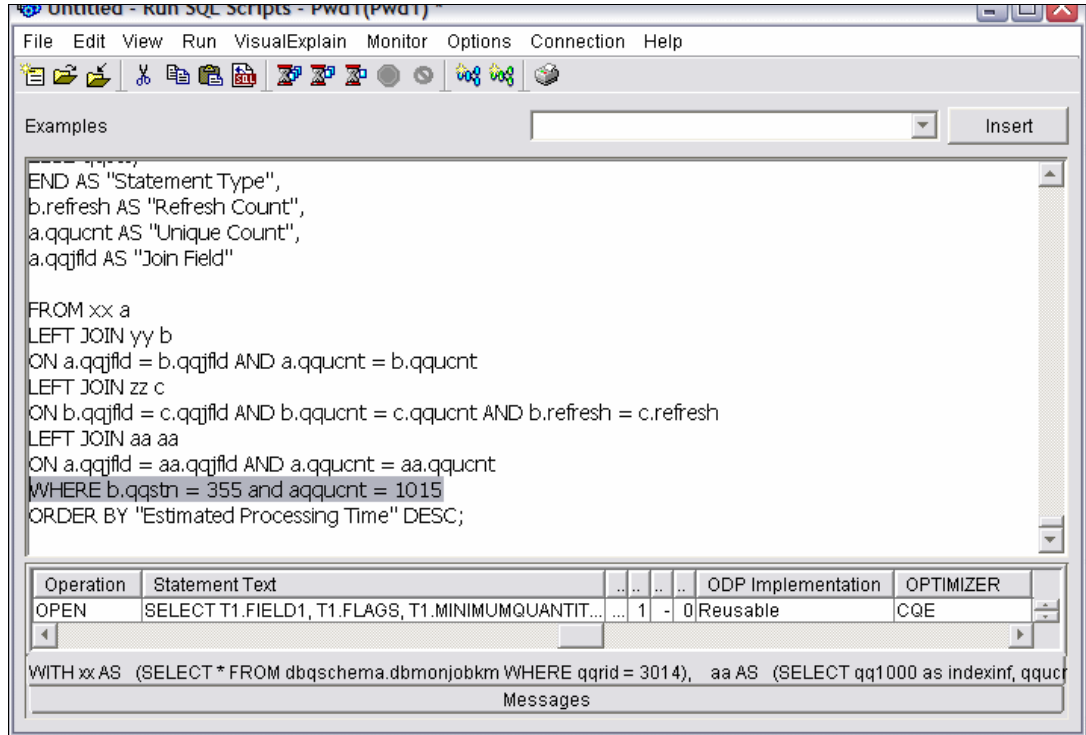 Untitled - Run SQL Scripts - Pwd1(Pwd1) *
File Edit View Run VisualExplain Monitor Options Connection Help
Examples
Insert
END AS "Statement Type",
b.refresh AS "Refresh Count",
a.qqucnt AS "Unique Count",
a.qqjfld AS "Join Field"
FROM xx a
LEFT JOIN yy b
ON a.qqjfld = b.qqjfld AND a.qqucnt = b.qqucnt
LEFT JOIN zz c
ON b.qqjfld = c.qqjfld AND b.qqucnt = c.qqucnt AND b.refresh = c.refresh
LEFT JOIN aa aa
ON a.qqjfld = aa.qqjfld AND a.qqucnt = aa.qqucnt
WHERE b.qqstn = 355 and aqqucnt = 1015
ORDER BY "Estimated Processing Time" DESC;
Operation Statement Text .. .. .. .. ODP Implementation OPTIMIZER
OPEN SELECT T1.FIELD1, T1.FLAGS, T1.MINIMUMQUANTIT... ... 1 - 0 Reusable CQE
WITH xx AS (SELECT * FROM dbqschema.dbmonjobkm WHERE qqrid = 3014), aa AS (SELECT qq1000 as indexinf, qqucr
Messages